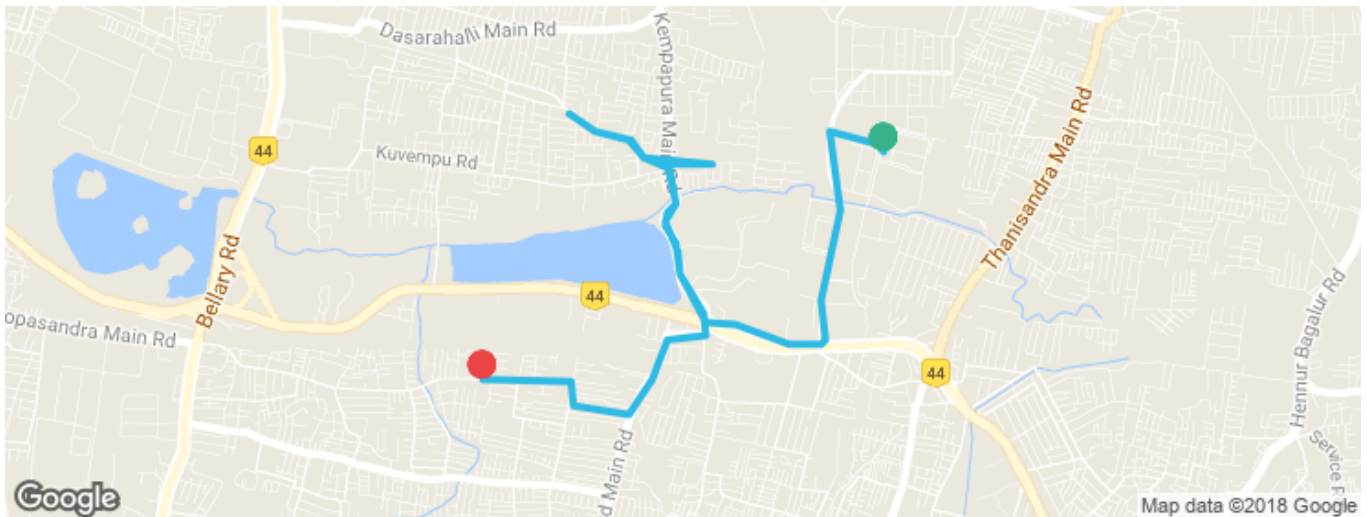 Dasarahalli Main Rd
Kempapura Main Rd
44
Kuvempu Rd
Thanisandra Main Rd
Bellary Rd
44
opasandra Main Rd
44
Hennur Bagalur Rd
d Main Rd
Service R
Google
Map data ©2018 Google